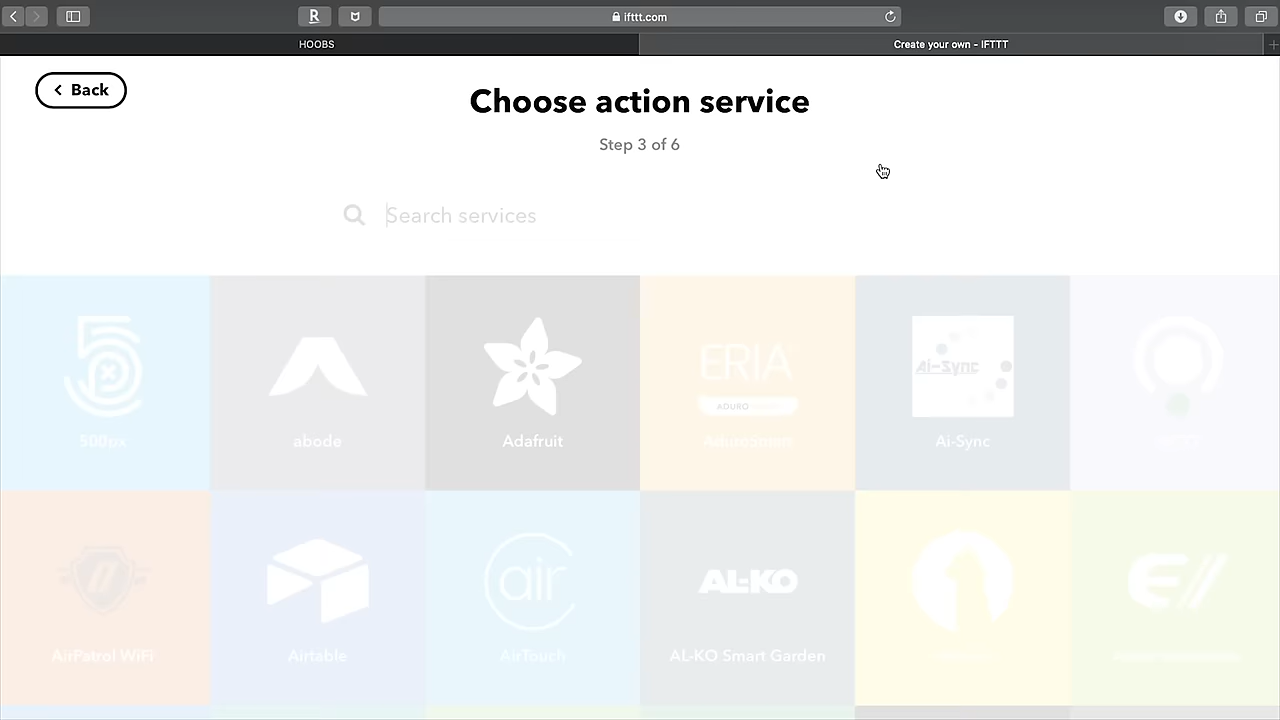 R
ifttt.com
HOOBS
Create your own - IFTTT
Back
Choose action service
Step 3 of 6
Search services
500px
abode
Adafruit
ERIA
ADURO
AduroSmart
Ai-Sync
Ai-Sync
AirPatrol WiFi
Airtable
air
AirTouch
AL-KO
AL-KO Smart Garden